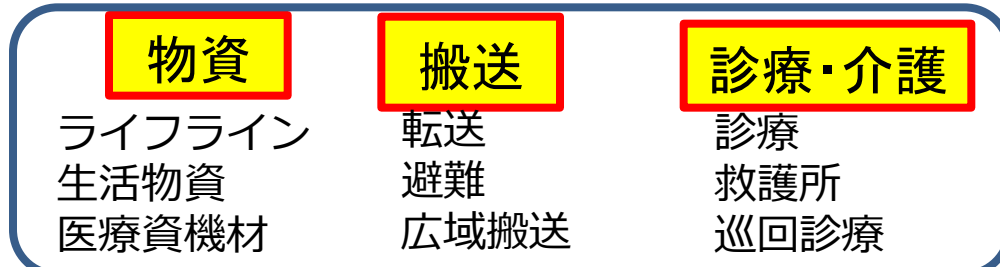 物資
ライフライン
生活物資
医療資機材
搬送
転送
避難
広域搬送
診療・介護
診療
救護所
巡回診療